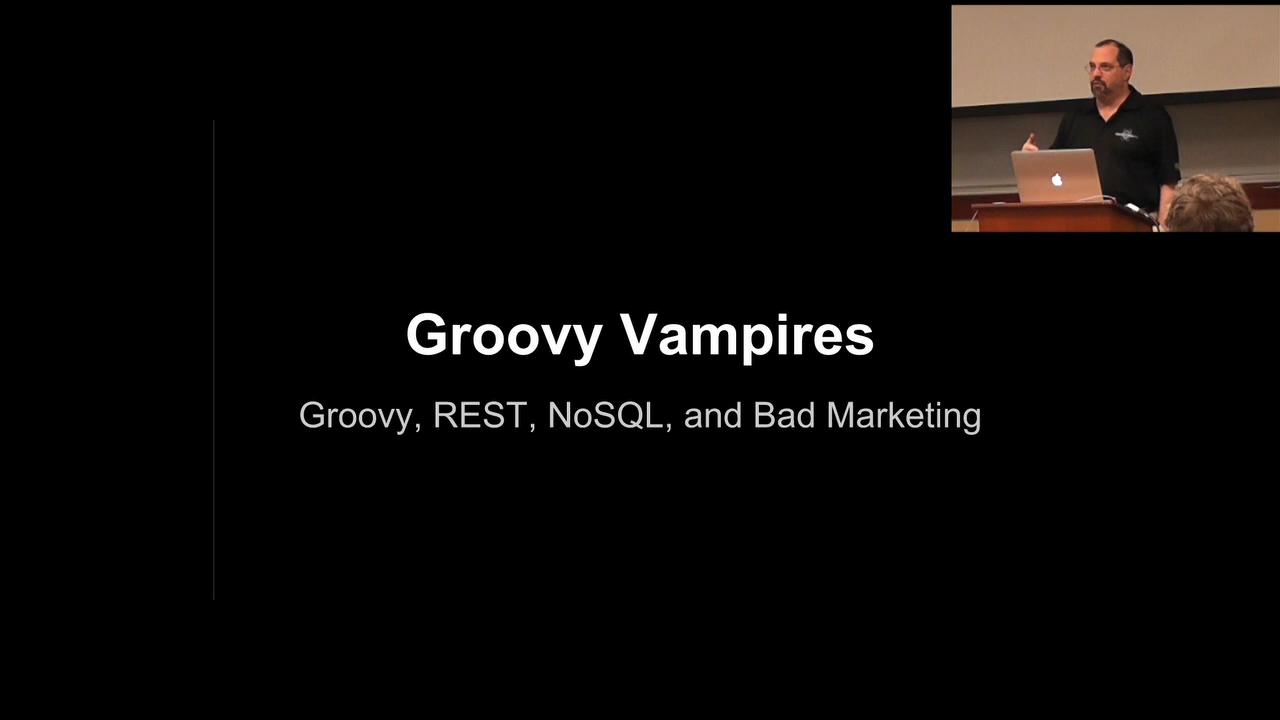 Groovy Vampires
Groovy, REST, NoSQL, and Bad Marketing